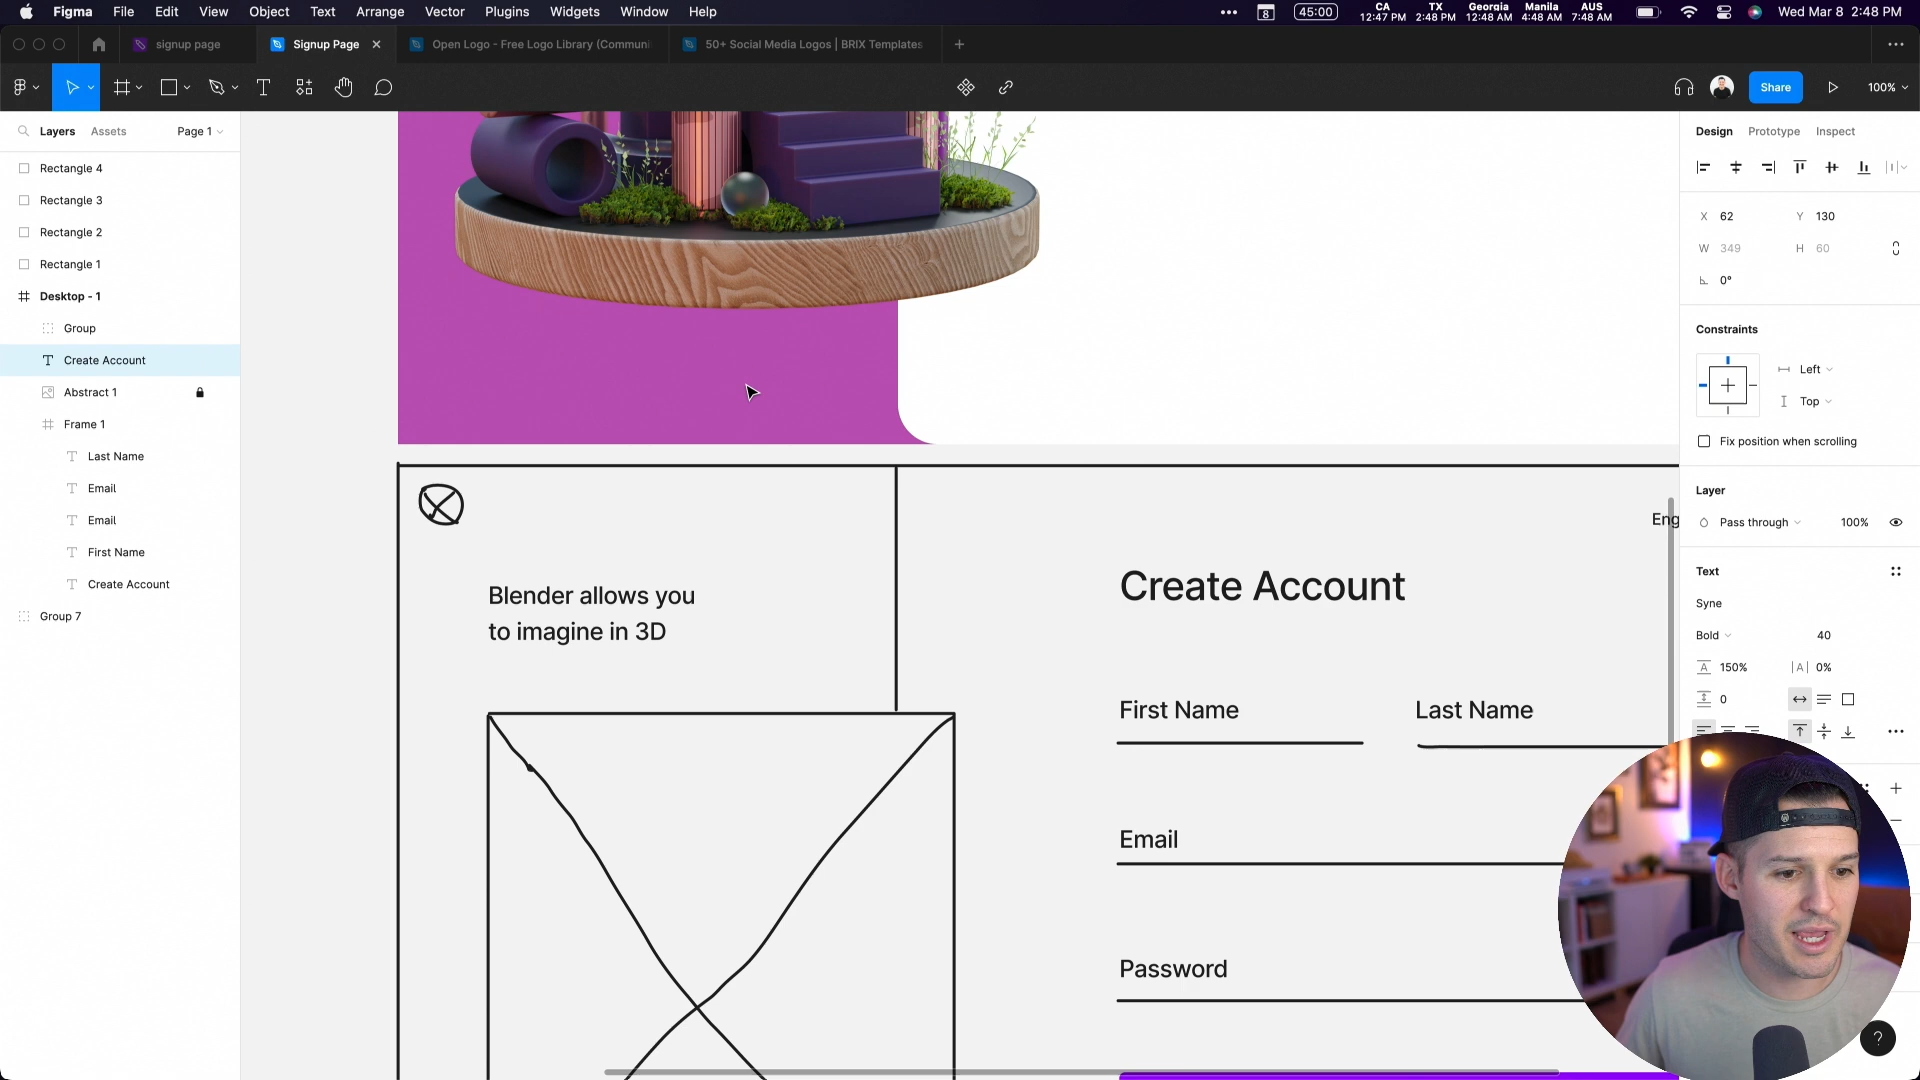 Figma File Edit View Object Text Arrange Vector Plugins Widgets Window Help
8 45:00 CA 12:47 PM TX 2:48 PM Georgia 12:48 AM Manila 4:48 AM AUS 7:48 AM Wed Mar 8 2:48 PM
signup page Signup Page Open Logo - Free Logo Library (Commun 50+ Social Media Logos | BRIX Templates
Share 100%
Layers Assets Page 1
Design Prototype Inspect
Rectangle 4
Rectangle 3
Rectangle 2
Rectangle 1
Desktop - 1
Group
Create Account
Abstract 1
Frame 1
Last Name
Email
Email
First Name
Create Account
Group 7
Blender allows you
to imagine in 3D
Eng
Create Account
First Name Last Name
Email
Password
X 62 Y 130
W 349 H 60
0°
Constraints
Left
Top
Fix position when scrolling
Layer
Pass through 100%
Text
Syne
Bold 40
A 150% |A| 0%
0
?